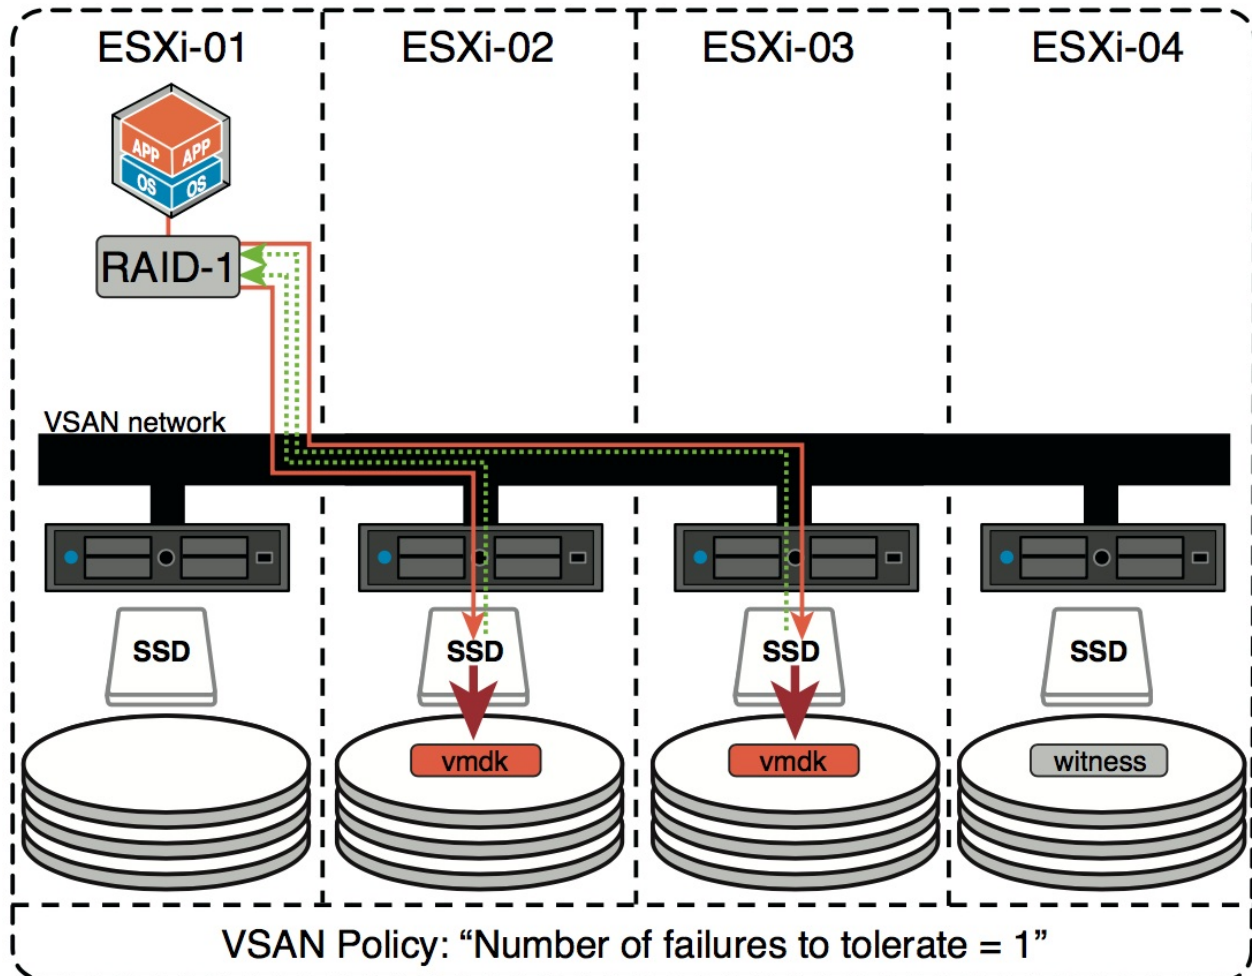 ESXi-01
ESXi-02
ESXi-03
ESXi-04
APP APP
OS OS
RAID-1
VSAN network
SSD
SSD
SSD
SSD
vmdk
vmdk
witness
VSAN Policy: “Number of failures to tolerate = 1”